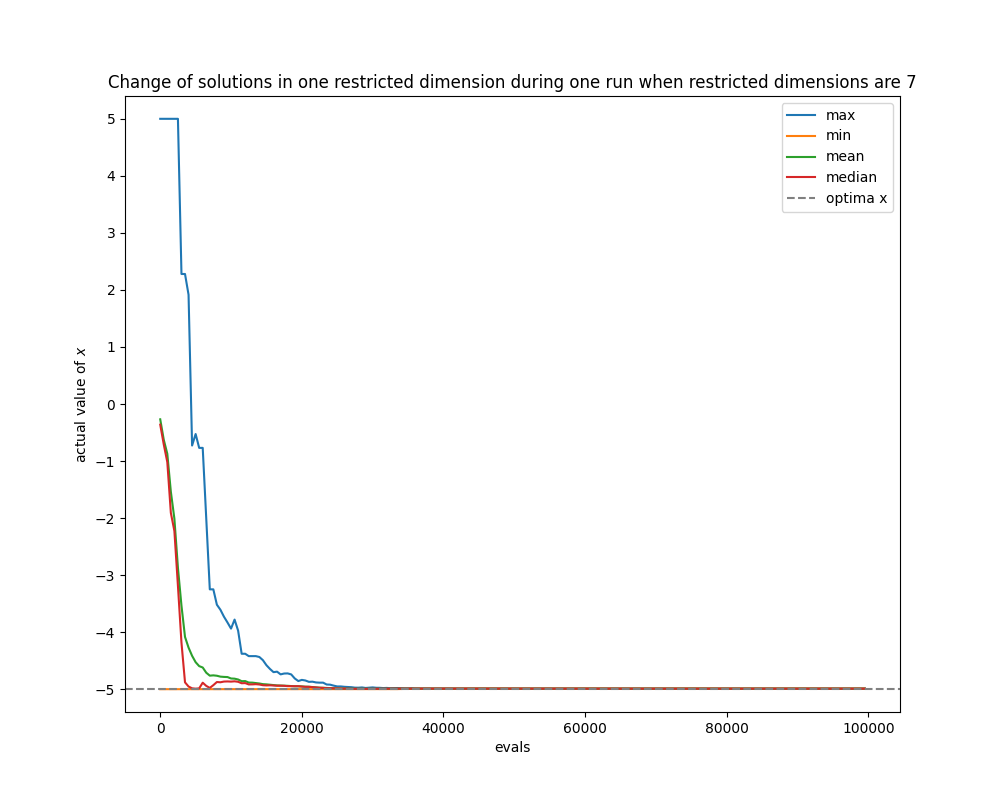 Change of solutions in one restricted dimension during one run when restricted dimensions are 7
max
min
mean
median
optima x
5
4
3
2
1
0
−1
−2
−3
−4
−5
actual value of x
0
20000
40000
60000
80000
100000
evals